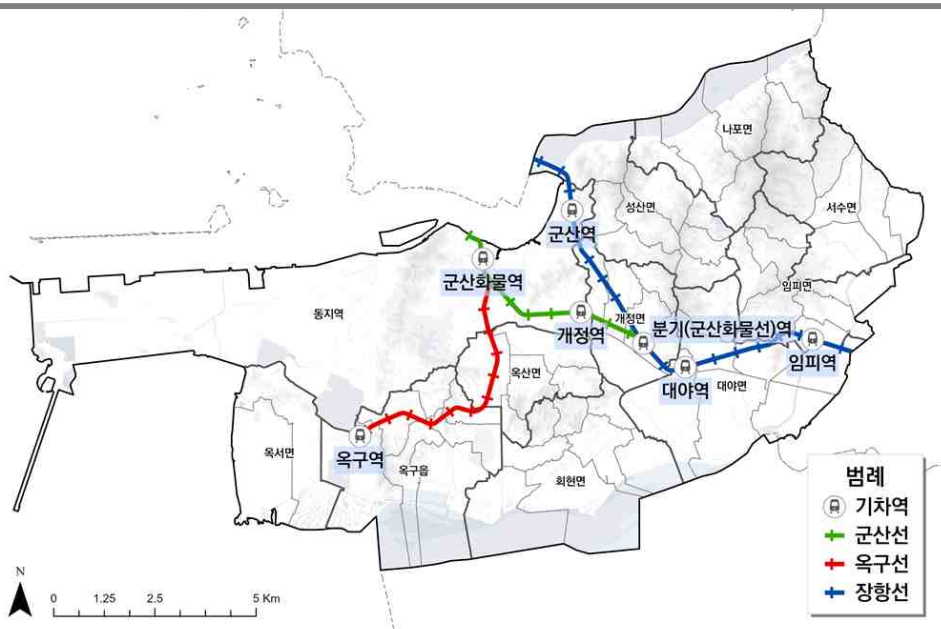 나포면
성산면
서수면
군산역
군산화물역
임피면
동지역
개정면
분기(군산화물선)역
개정역
임피역
옥산면
대야역
대야면
옥서면
옥구역
옥구읍
회현면
범례
기차역
군산선
옥구선
장항선
N
0 1.25 2.5 5 Km